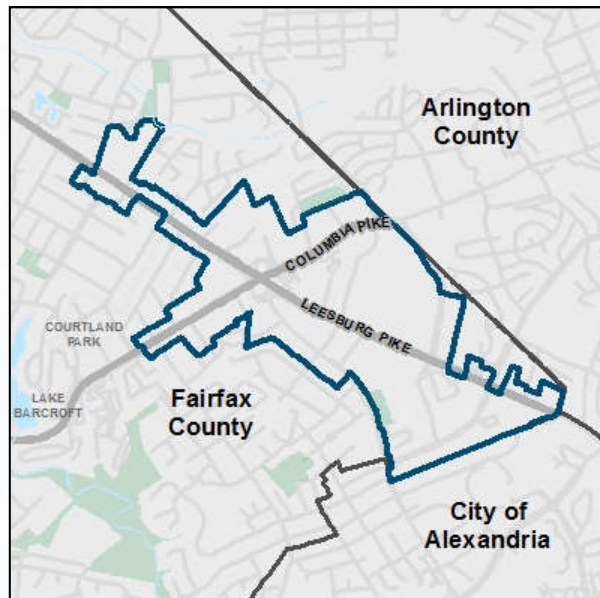 Arlington
County
COLUMBIA PIKE
LEESBURG PIKE
COURTLAND
PARK
LAKE
BARCROFT
Fairfax
County
City of
Alexandria